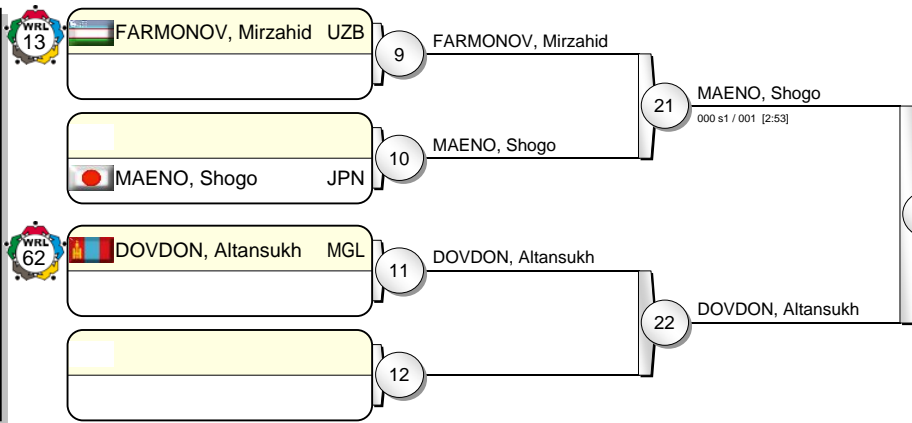 WRL
13
FARMONOV, Mirzahid UZB
9
FARMONOV, Mirzahid
21
MAENO, Shogo
000 s1 / 001 [2:53]
10
MAENO, Shogo
MAENO, Shogo JPN
WRL
62
DOVDON, Altansukh MGL
11
DOVDON, Altansukh
22
DOVDON, Altansukh
12